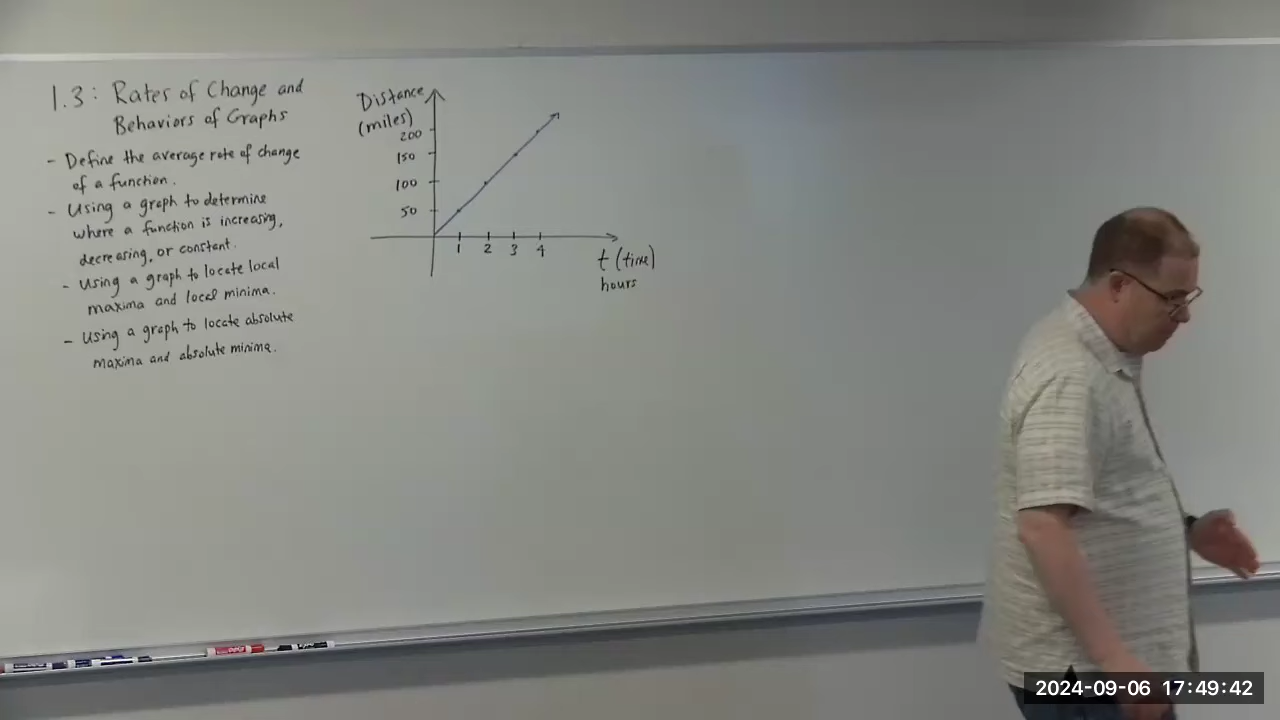 1.3: Rates of Change and
Behaviors of Graphs
- Define the average rate of change
of a function.
- Using a graph to determine
where a function is increasing,
decreasing, or constant.
- Using a graph to locate local
maxima and local minima.
- Using a graph to locate absolute
maxima and absolute minima.
Distance
(miles)
200
150
100
50
1 2 3 4
t (time)
hours
2024-09-06 17:49:42